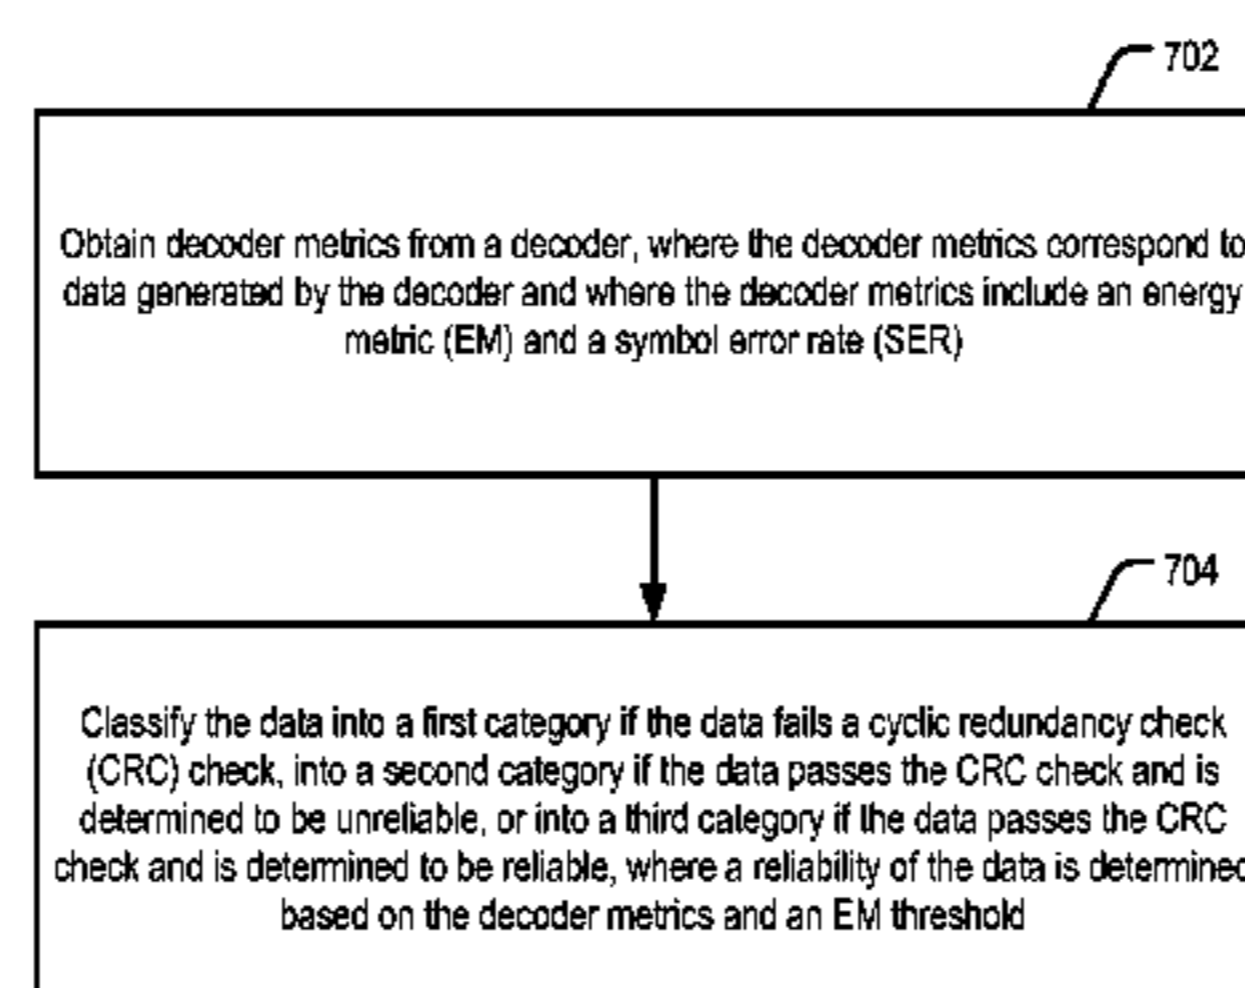 702
Obtain decoder metrics from a decoder, where the decoder metrics correspond to
data generated by the decoder and where the decoder metrics include an energy
metric (EM) and a symbol error rate (SER)
704
Classify the data into a first category if the data fails a cyclic redundancy check
(CRC) check, into a second category if the data passes the CRC check and is
determined to be unreliable, or into a third category if the data passes the CRC
check and is determined to be reliable, where a reliability of the data is determined
based on the decoder metrics and an EM threshold